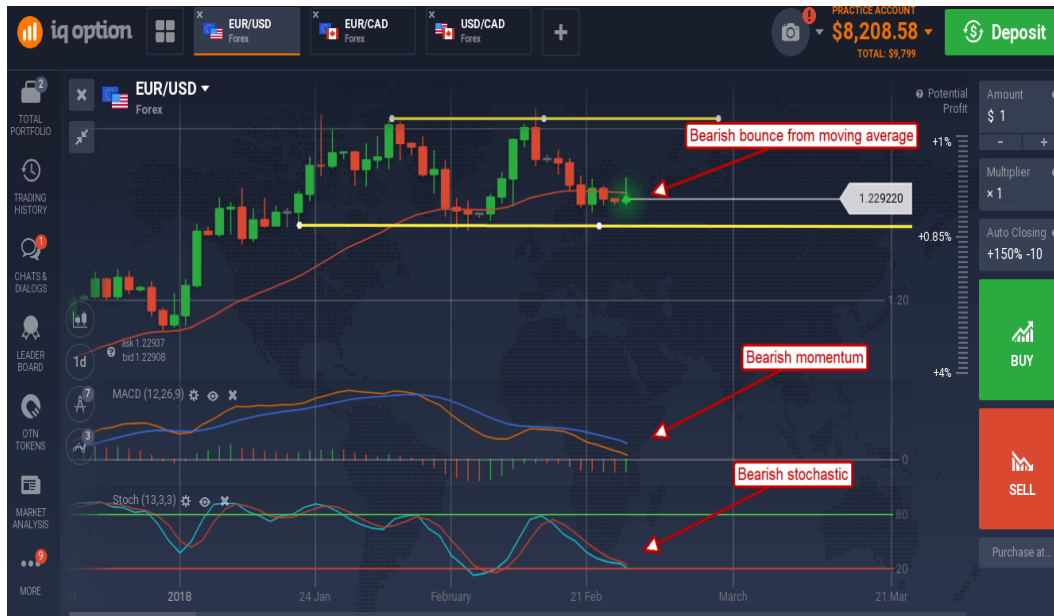 iq option
EUR/USD
Forex
EUR/CAD
Forex
USD/CAD
Forex
PRACTICE ACCOUNT
$8,208.58
TOTAL: $9,799
Deposit
2
TOTAL
PORTFOLIO
TRADING
HISTORY
1
CHATS &
DIALOGS
LEADER
BOARD
OTN
TOKENS
MARKET
ANALYSIS
9
MORE
EUR/USD
Forex
Bearish bounce from moving average
1.229220
1.20
ask 1.22937
bid 1.22908
1d
7
3
MACD (12,26,9)
Bearish momentum
0
Bearish stochastic
Stoch (13,3,3)
80
20
2018
24 Jan
February
21 Feb
March
21 Mar
Potential
Profit
+1%
+0.85%
+4%
Amount
$ 1
- +
Multiplier
× 1
Auto Closing
+150% -10
BUY
SELL
Purchase at...